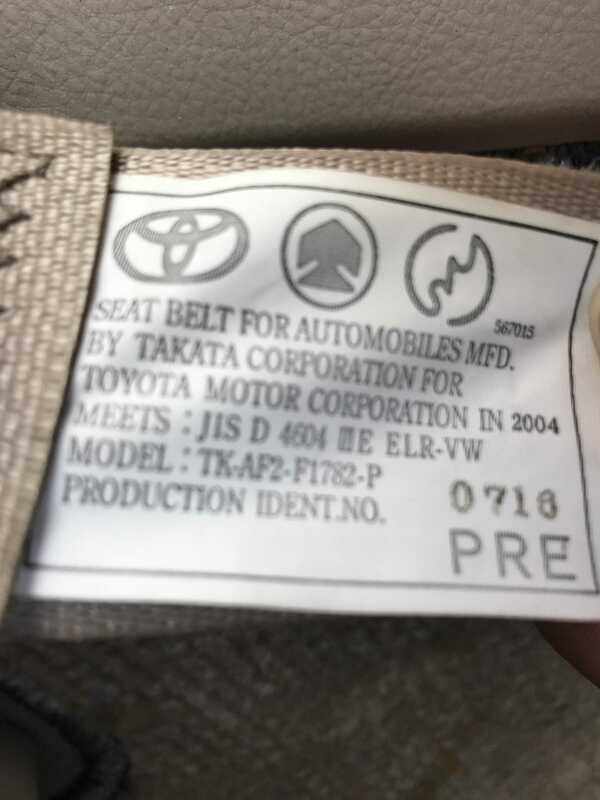 567015
SEAT BELT FOR AUTOMOBILES MFD.
BY TAKATA CORPORATION FOR
TOYOTA MOTOR CORPORATION IN 2004
MEETS : JIS D 4604 ⅢE ELR-VW
MODEL : TK-AF2-F1782-P
PRODUCTION IDENT.NO. 0716
PRE